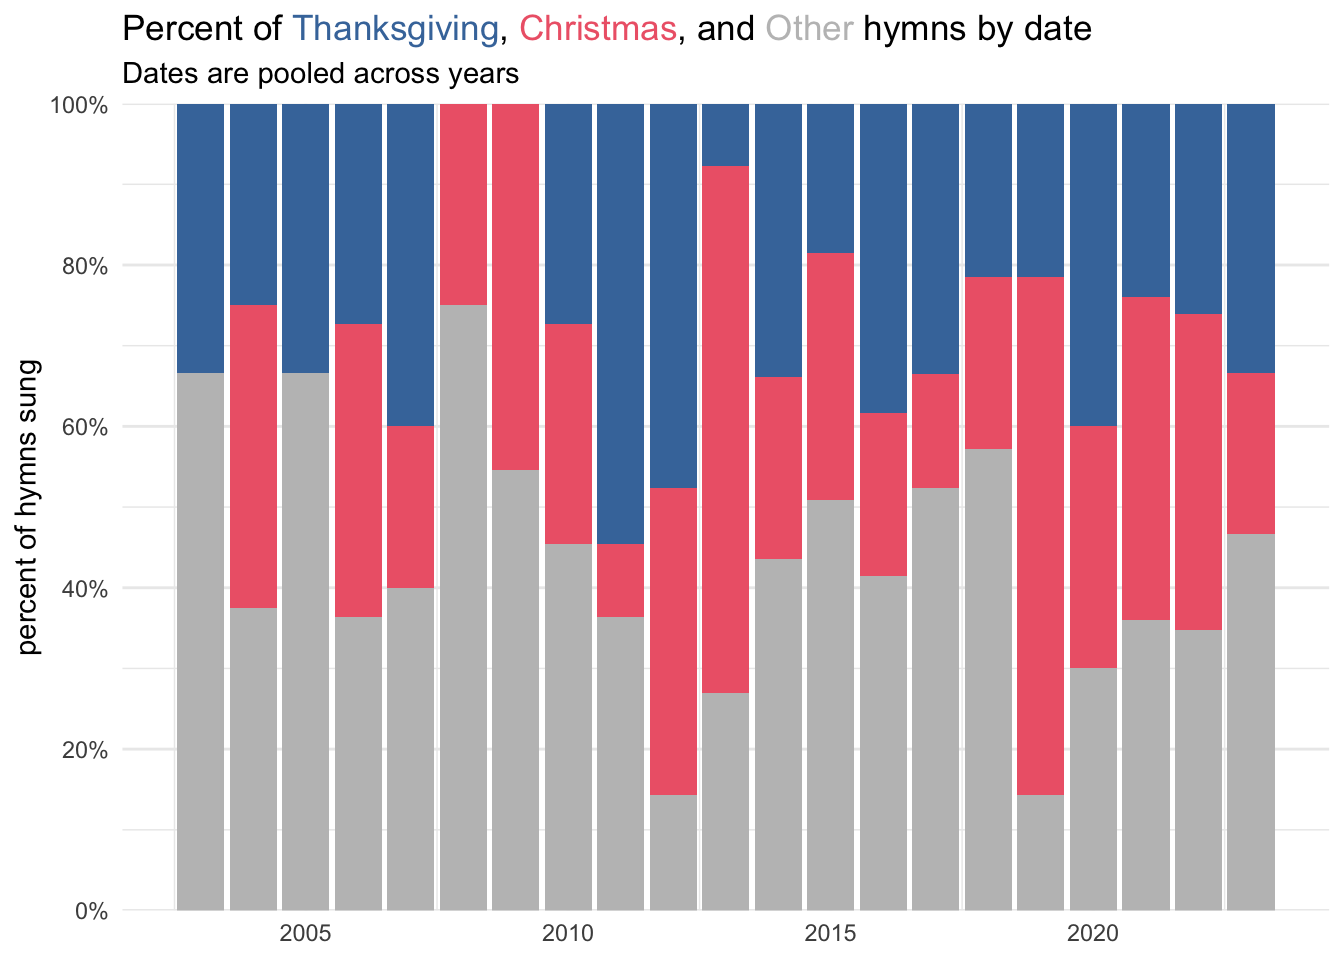 Percent of Thanksgiving, Christmas, and Other hymns by date
Dates are pooled across years
percent of hymns sung
100%
80%
60%
40%
20%
0%
2005 2010 2015 2020